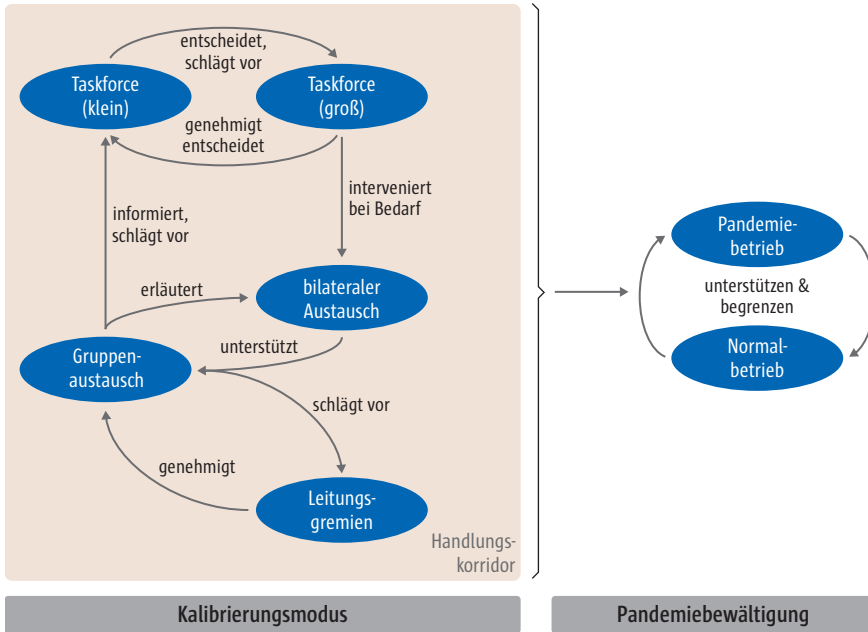 entscheidet,
schlägt vor
Taskforce
(klein)
Taskforce
(groß)
genehmigt
entscheidet
informiert,
schlägt vor
interveniert
bei Bedarf
erläutert
bilateraler
Austausch
unterstützt
Gruppen-
austausch
schlägt vor
genehmigt
Leitungs-
gremien
Handlungs-
korridor
Pandemie-
betrieb
unterstützen &
begrenzen
Normal-
betrieb
Kalibrierungsmodus
Pandemiebewältigung